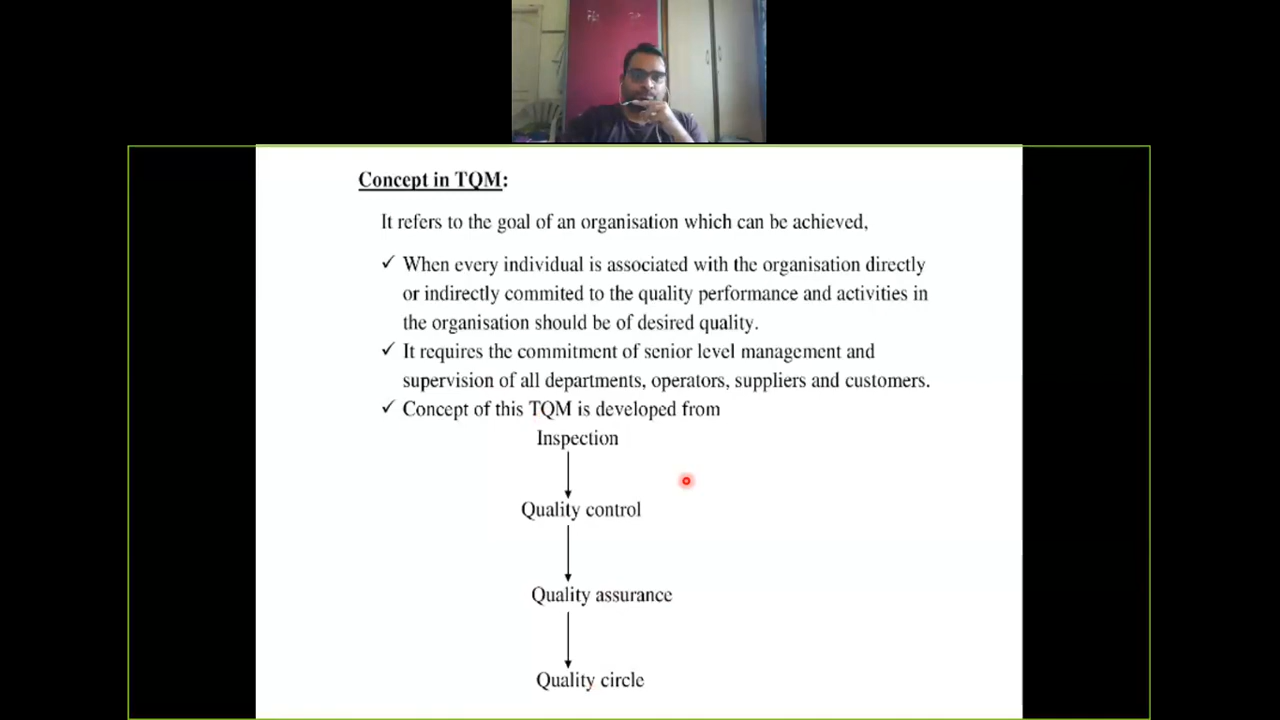 Concept in TQM:
It refers to the goal of an organisation which can be achieved,
✓ When every individual is associated with the organisation directly
or indirectly commited to the quality performance and activities in
the organisation should be of desired quality.
✓ It requires the commitment of senior level management and
supervision of all departments, operators, suppliers and customers.
✓ Concept of this TQM is developed from
Inspection
Quality control
Quality assurance
Quality circle